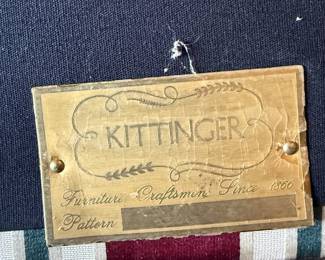 KITTINGER
Furniture Craftsmen Since 1866
Pattern